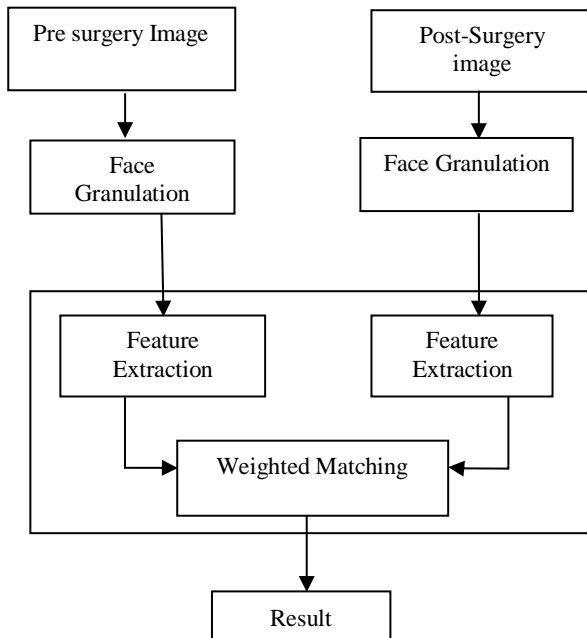 Pre surgery Image
Post-Surgery
image
Face
Granulation
Face Granulation
Feature
Extraction
Feature
Extraction
Weighted Matching
Result